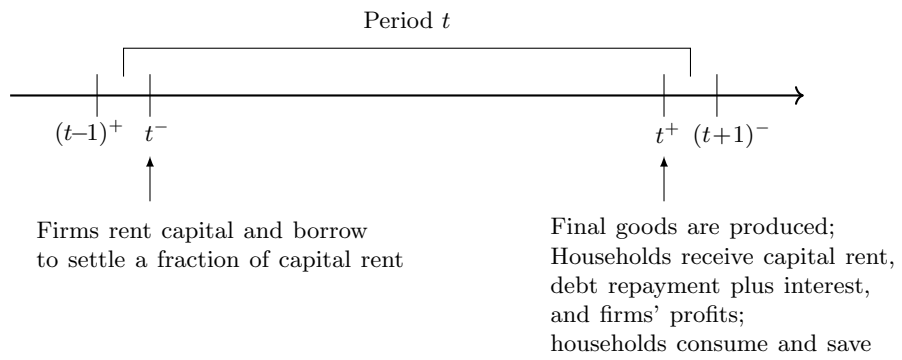 Period t
(t−1)⁺
t⁻
t⁺
(t+1)⁻
Firms rent capital and borrow
to settle a fraction of capital rent
Final goods are produced;
Households receive capital rent,
debt repayment plus interest,
and firms’ profits;
households consume and save